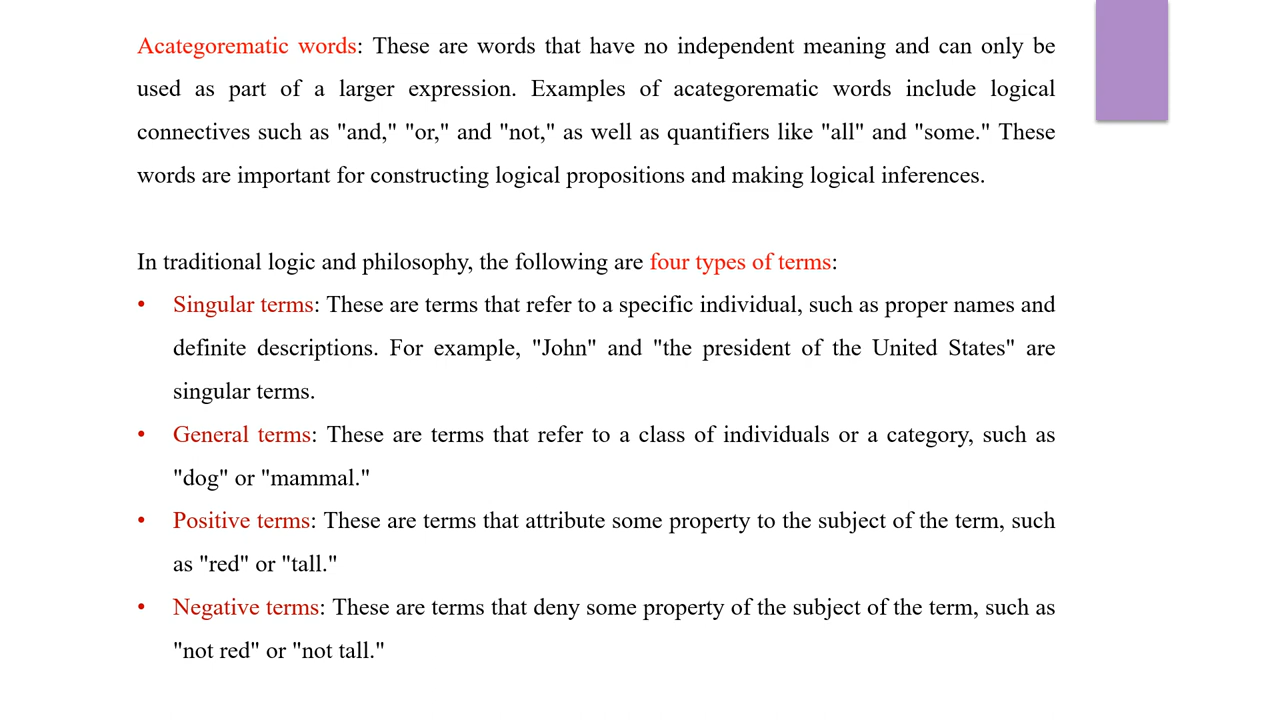 Acategorematic words: These are words that have no independent meaning and can only be
used as part of a larger expression. Examples of acategorematic words include logical
connectives such as "and," "or," and "not," as well as quantifiers like "all" and "some." These
words are important for constructing logical propositions and making logical inferences.
In traditional logic and philosophy, the following are four types of terms:
• Singular terms: These are terms that refer to a specific individual, such as proper names and
definite descriptions. For example, "John" and "the president of the United States" are
singular terms.
• General terms: These are terms that refer to a class of individuals or a category, such as
"dog" or "mammal."
• Positive terms: These are terms that attribute some property to the subject of the term, such
as "red" or "tall."
• Negative terms: These are terms that deny some property of the subject of the term, such as
"not red" or "not tall."